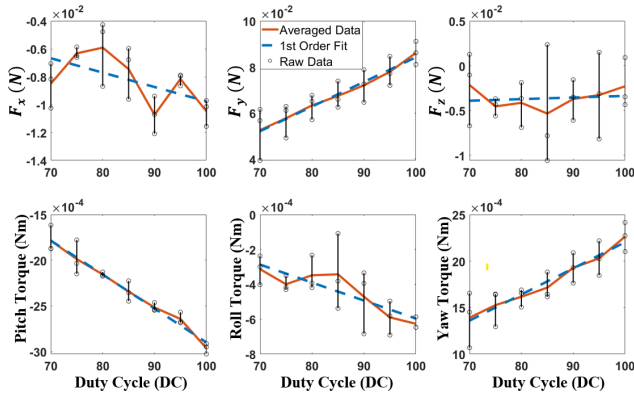 ×10⁻²
-0.4
-0.6
-0.8
-1
-1.2
-1.4
70 80 90 100
F_x (N)
×10⁻²
10
8
6
4
70 80 90 100
F_y (N)
Averaged Data
1st Order Fit
Raw Data
×10⁻²
0.5
0
-0.5
-1
70 80 90 100
F_z (N)
×10⁻⁴
-15
-20
-25
-30
70 80 90 100
Pitch Torque (Nm)
Duty Cycle (DC)
×10⁻⁴
0
-2
-4
-6
-8
70 80 90 100
Roll Torque (Nm)
Duty Cycle (DC)
×10⁻⁴
25
20
15
10
70 80 90 100
Yaw Torque (Nm)
Duty Cycle (DC)